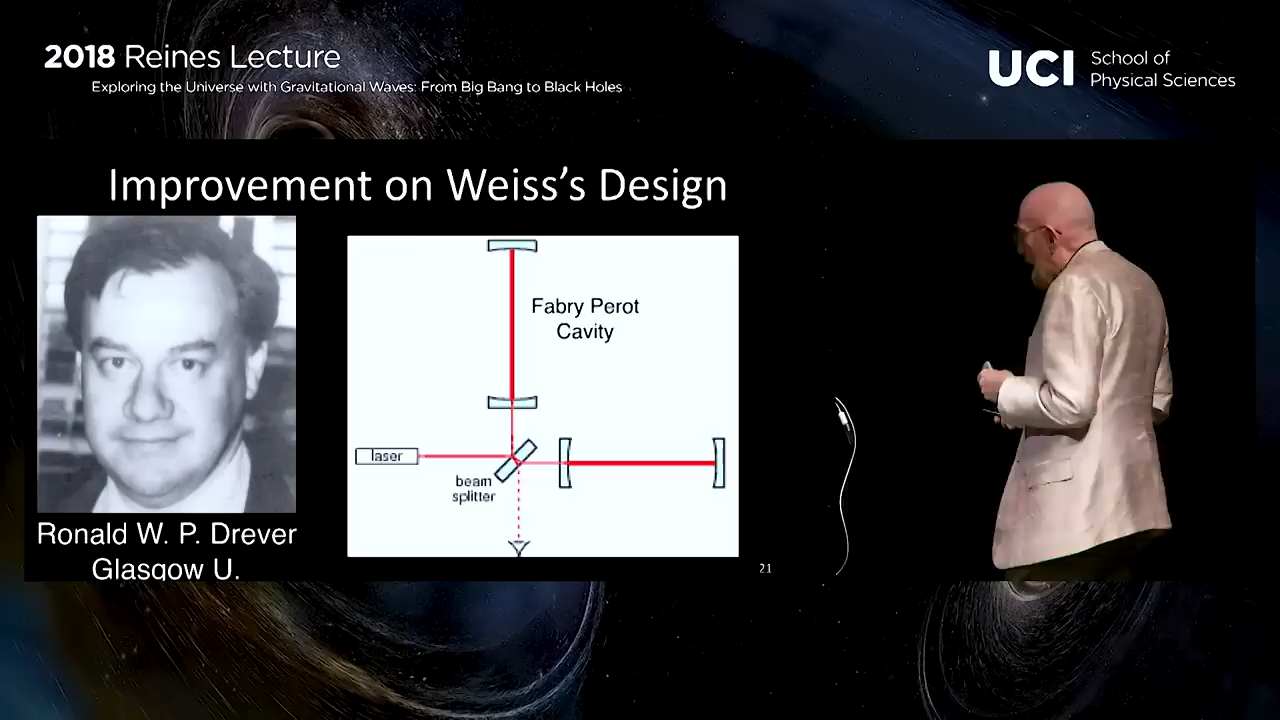 2018 Reines Lecture
Exploring the Universe with Gravitational Waves: From Big Bang to Black Holes
UCI School of
Physical Sciences
Improvement on Weiss's Design
Fabry Perot
Cavity
laser
beam
splitter
Ronald W. P. Drever
Glasgow U.
21